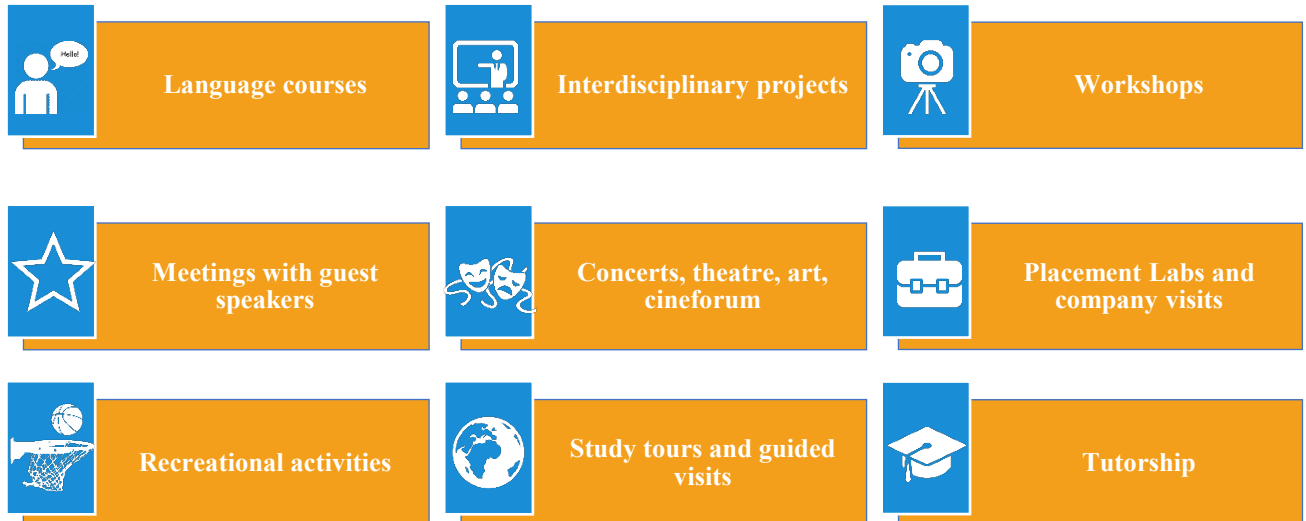 Hello!
Language courses
Interdisciplinary projects
Workshops
Meetings with guest
speakers
Concerts, theatre, art,
cineforum
Placement Labs and
company visits
Recreational activities
Study tours and guided
visits
Tutorship